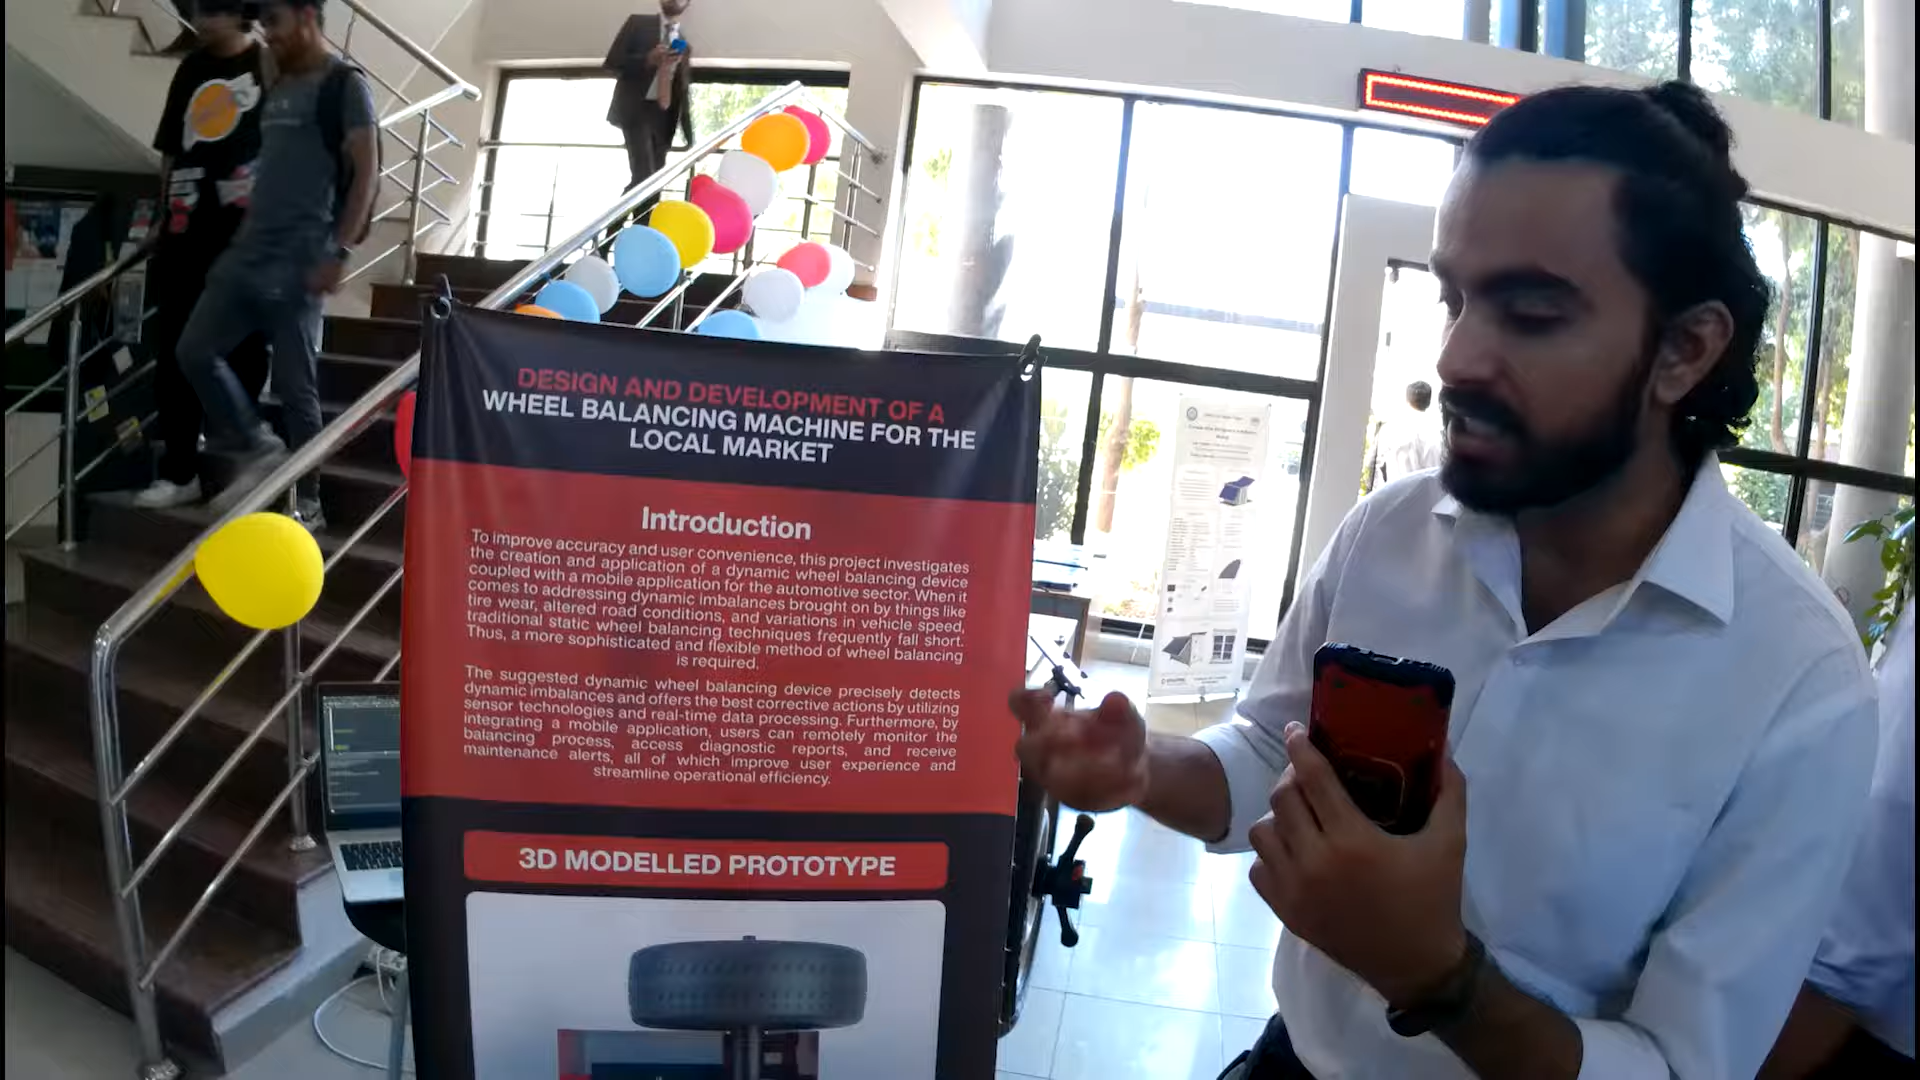 DESIGN AND DEVELOPMENT OF A
WHEEL BALANCING MACHINE FOR THE
LOCAL MARKET
Introduction
To improve accuracy and user convenience, this project investigates
the creation and application of a dynamic wheel balancing device
coupled with a mobile application for the automotive sector. When it
comes to addressing dynamic imbalances brought on by things like
tire wear, altered road conditions, and variations in vehicle speed,
traditional static wheel balancing techniques frequently fall short.
Thus, a more sophisticated and flexible method of wheel balancing
is required.
The suggested dynamic wheel balancing device precisely detects
dynamic imbalances and offers the best corrective actions by utilizing
sensor technologies and real-time data processing. Furthermore, by
integrating a mobile application, users can remotely monitor the
balancing process, access diagnostic reports, and receive
maintenance alerts, all of which improve user experience and
streamline operational efficiency.
3D MODELLED PROTOTYPE